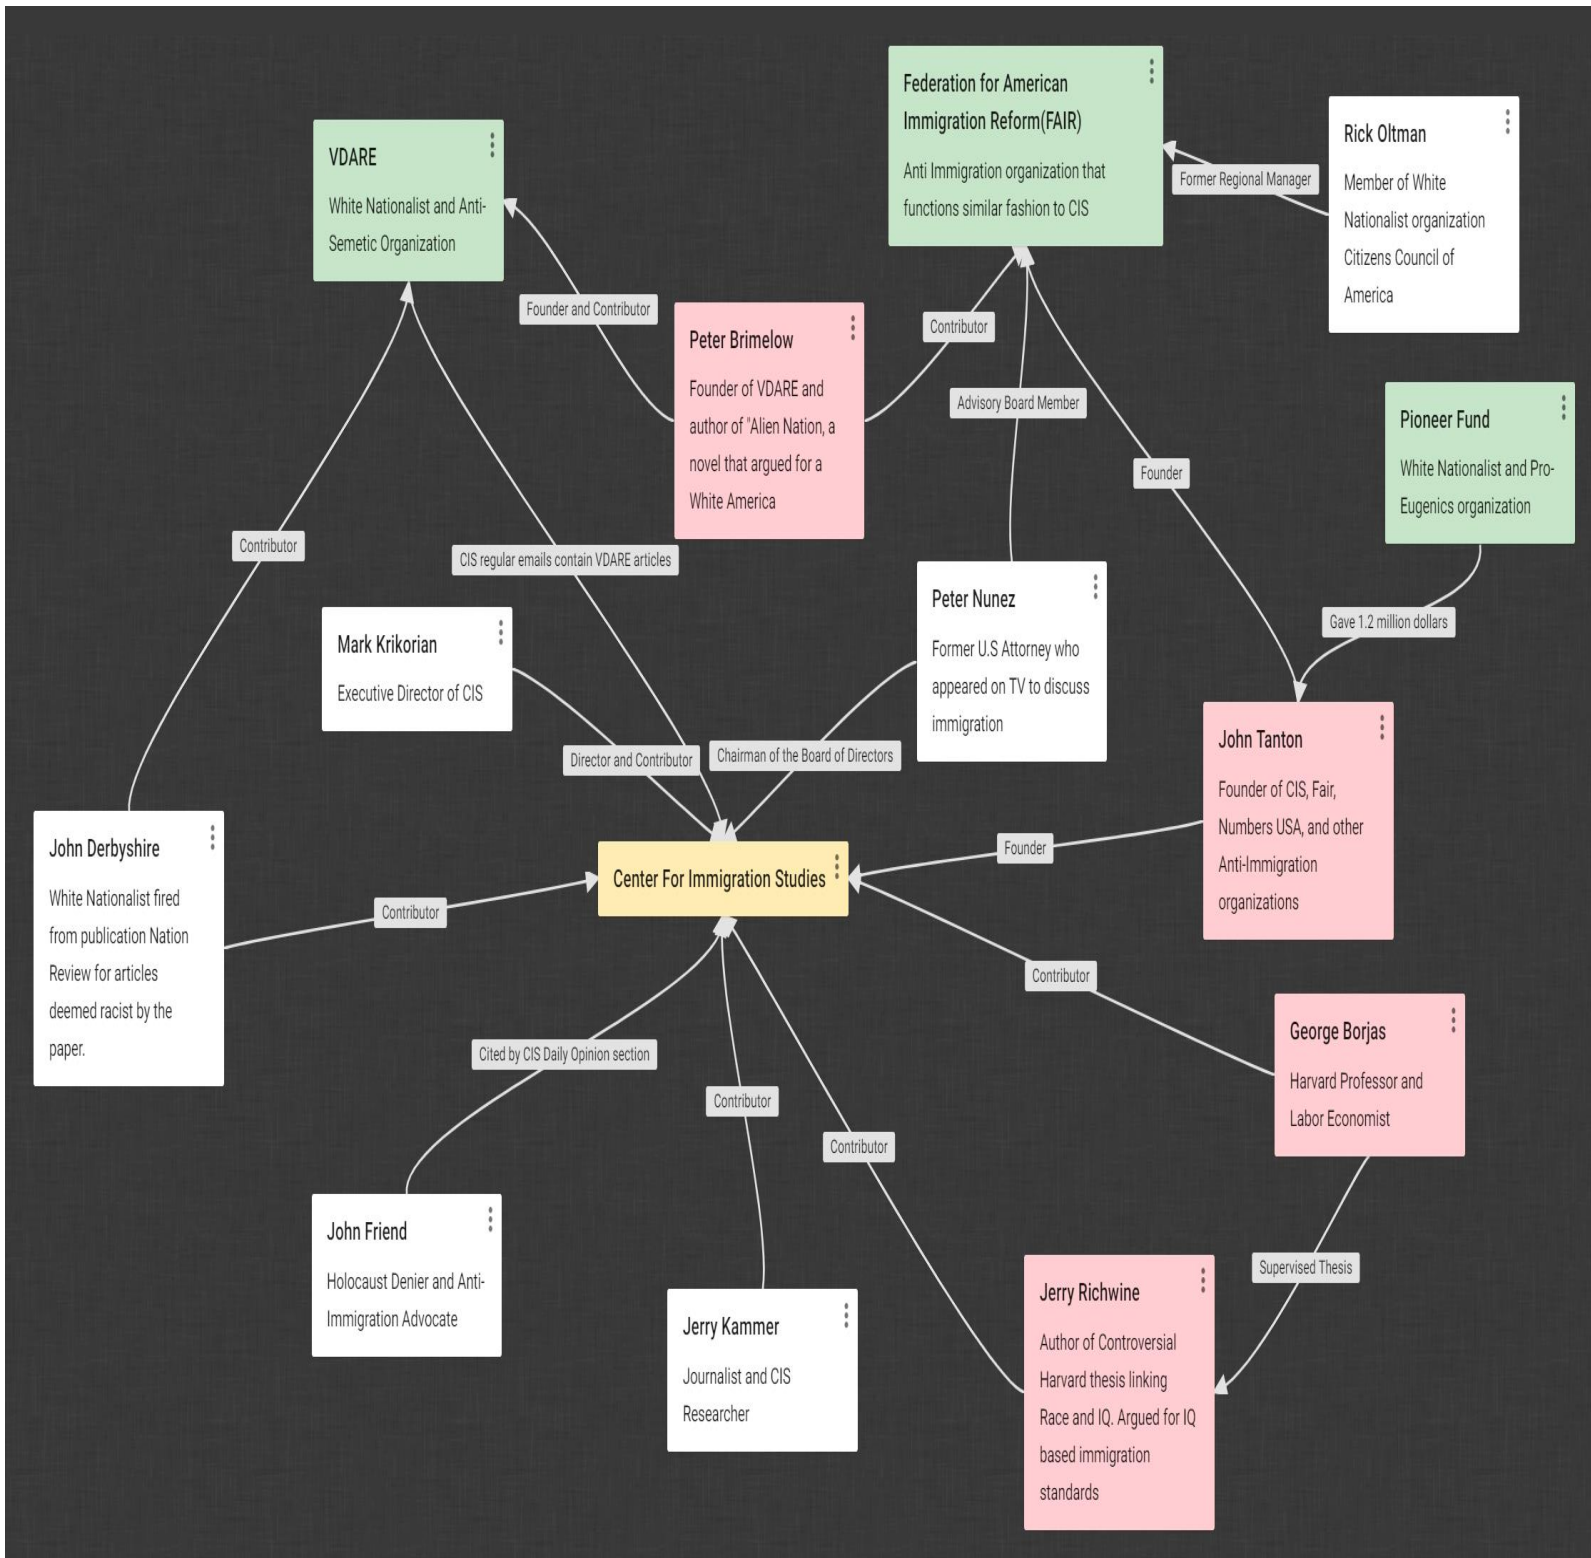 Federation for American
Immigration Reform(FAIR)
Anti Immigration organization that
functions similar fashion to CIS
Rick Oltman
Member of White
Nationalist organization
Citizens Council of
America
Former Regional Manager
VDARE
White Nationalist and Anti-
Semetic Organization
Founder and Contributor
Peter Brimelow
Founder of VDARE and
author of "Alien Nation, a
novel that argued for a
White America
Contributor
Advisory Board Member
Founder
Pioneer Fund
White Nationalist and Pro-
Eugenics organization
Gave 1.2 million dollars
Contributor
CIS regular emails contain VDARE articles
Mark Krikorian
Executive Director of CIS
Peter Nunez
Former U.S Attorney who
appeared on TV to discuss
immigration
Director and Contributor
Chairman of the Board of Directors
John Tanton
Founder of CIS, Fair,
Numbers USA, and other
Anti-Immigration
organizations
John Derbyshire
White Nationalist fired
from publication Nation
Review for articles
deemed racist by the
paper.
Contributor
Center For Immigration Studies
Founder
Contributor
George Borjas
Harvard Professor and
Labor Economist
Cited by CIS Daily Opinion section
Contributor
Contributor
Supervised Thesis
John Friend
Holocaust Denier and Anti-
Immigration Advocate
Jerry Kammer
Journalist and CIS
Researcher
Jerry Richwine
Author of Controversial
Harvard thesis linking
Race and IQ. Argued for IQ
based immigration
standards